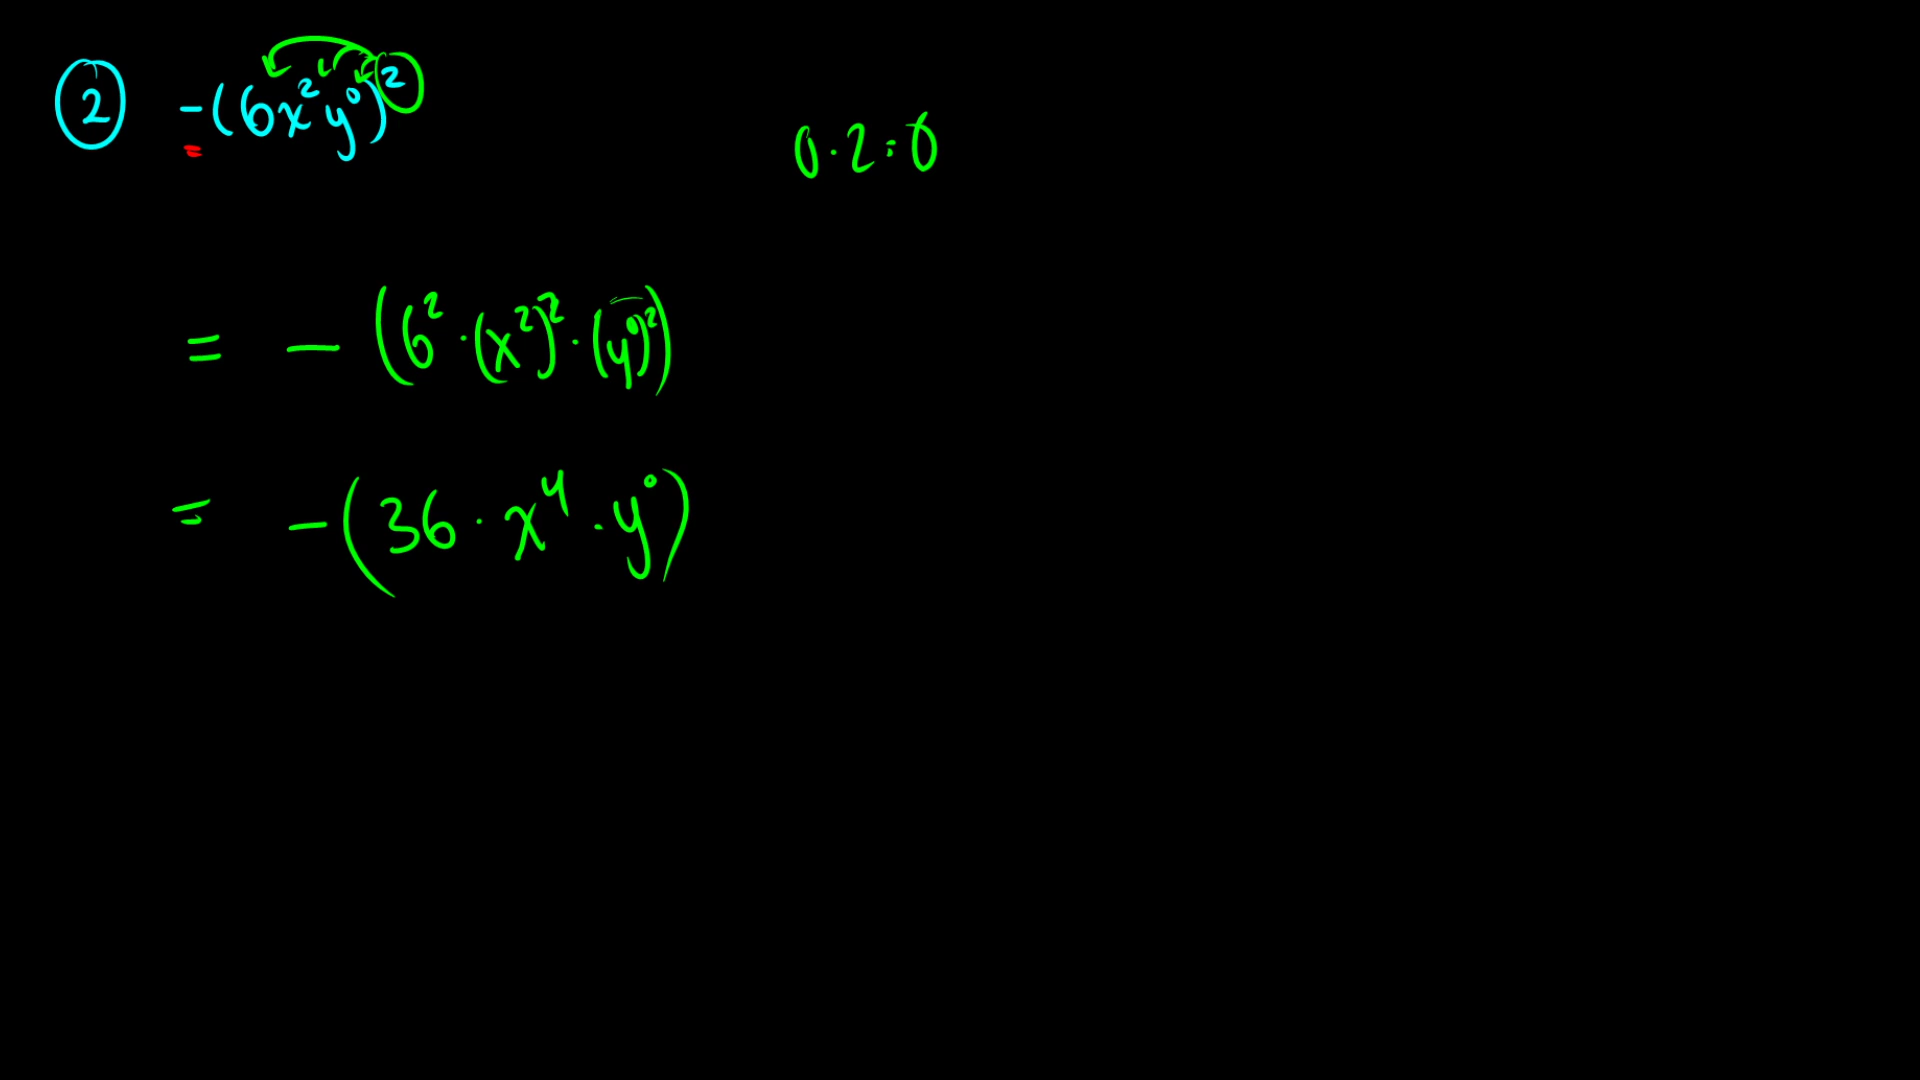 2 -(6x²y⁰)²
0·2=0
= -(6²·(x²)²·(y⁰)²)
= -(36·x⁴·y⁰)